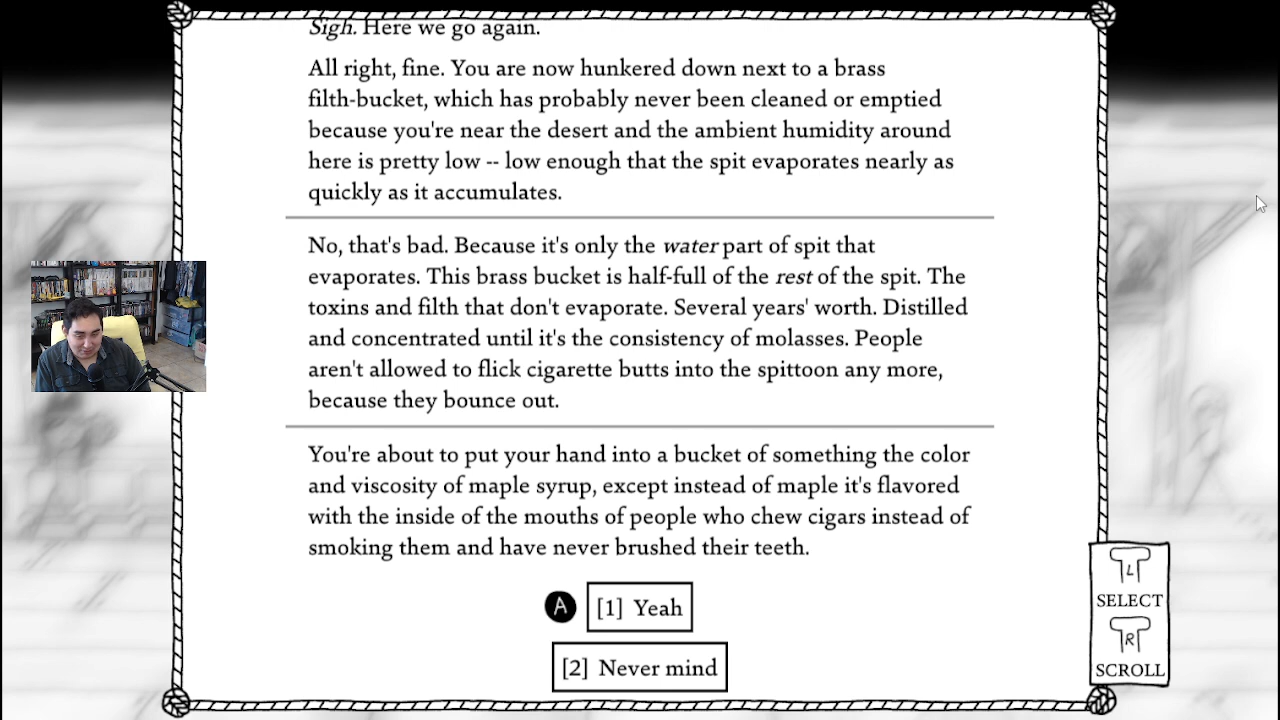 Sigh. Here we go again.
All right, fine. You are now hunkered down next to a brass
filth-bucket, which has probably never been cleaned or emptied
because you're near the desert and the ambient humidity around
here is pretty low -- low enough that the spit evaporates nearly as
quickly as it accumulates.
No, that's bad. Because it's only the water part of spit that
evaporates. This brass bucket is half-full of the rest of the spit. The
toxins and filth that don't evaporate. Several years' worth. Distilled
and concentrated until it's the consistency of molasses. People
aren't allowed to flick cigarette butts into the spittoon any more,
because they bounce out.
You're about to put your hand into a bucket of something the color
and viscosity of maple syrup, except instead of maple it's flavored
with the inside of the mouths of people who chew cigars instead of
smoking them and have never brushed their teeth.
A [1] Yeah
[2] Never mind
L
SELECT
R
SCROLL